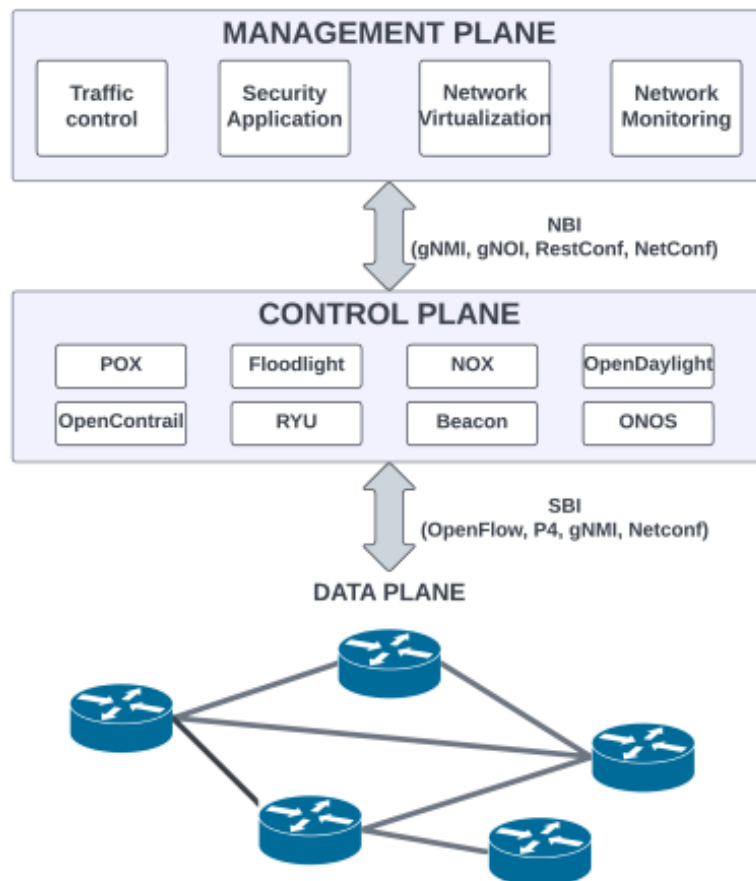 MANAGEMENT PLANE
Traffic
control
Security
Application
Network
Virtualization
Network
Monitoring
NBI
(gNMI, gNOI, RestConf, NetConf)
CONTROL PLANE
POX
Floodlight
NOX
OpenDaylight
OpenContrail
RYU
Beacon
ONOS
SBI
(OpenFlow, P4, gNMI, Netconf)
DATA PLANE